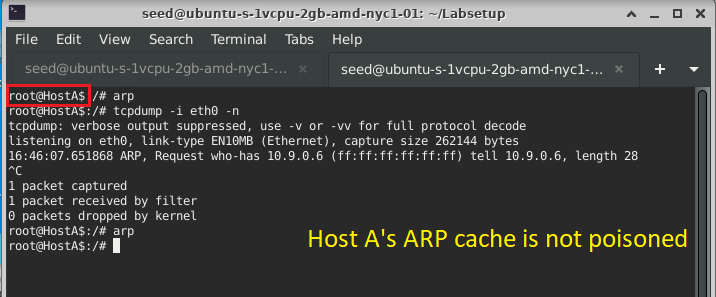 seed@ubuntu-s-1vcpu-2gb-amd-nyc1-01: ~/Labsetup
File Edit View Search Terminal Tabs Help
seed@ubuntu-s-1vcpu-2gb-amd-nyc1-... × seed@ubuntu-s-1vcpu-2gb-amd-nyc1-... ×
root@HostA$:/# arp
root@HostA$:/# tcpdump -i eth0 -n
tcpdump: verbose output suppressed, use -v or -vv for full protocol decode
listening on eth0, link-type EN10MB (Ethernet), capture size 262144 bytes
16:46:07.651868 ARP, Request who-has 10.9.0.6 (ff:ff:ff:ff:ff:ff) tell 10.9.0.6, length 28
^C
1 packet captured
1 packet received by filter
0 packets dropped by kernel
root@HostA$:/# arp
root@HostA$:/#
Host A's ARP cache is not poisoned